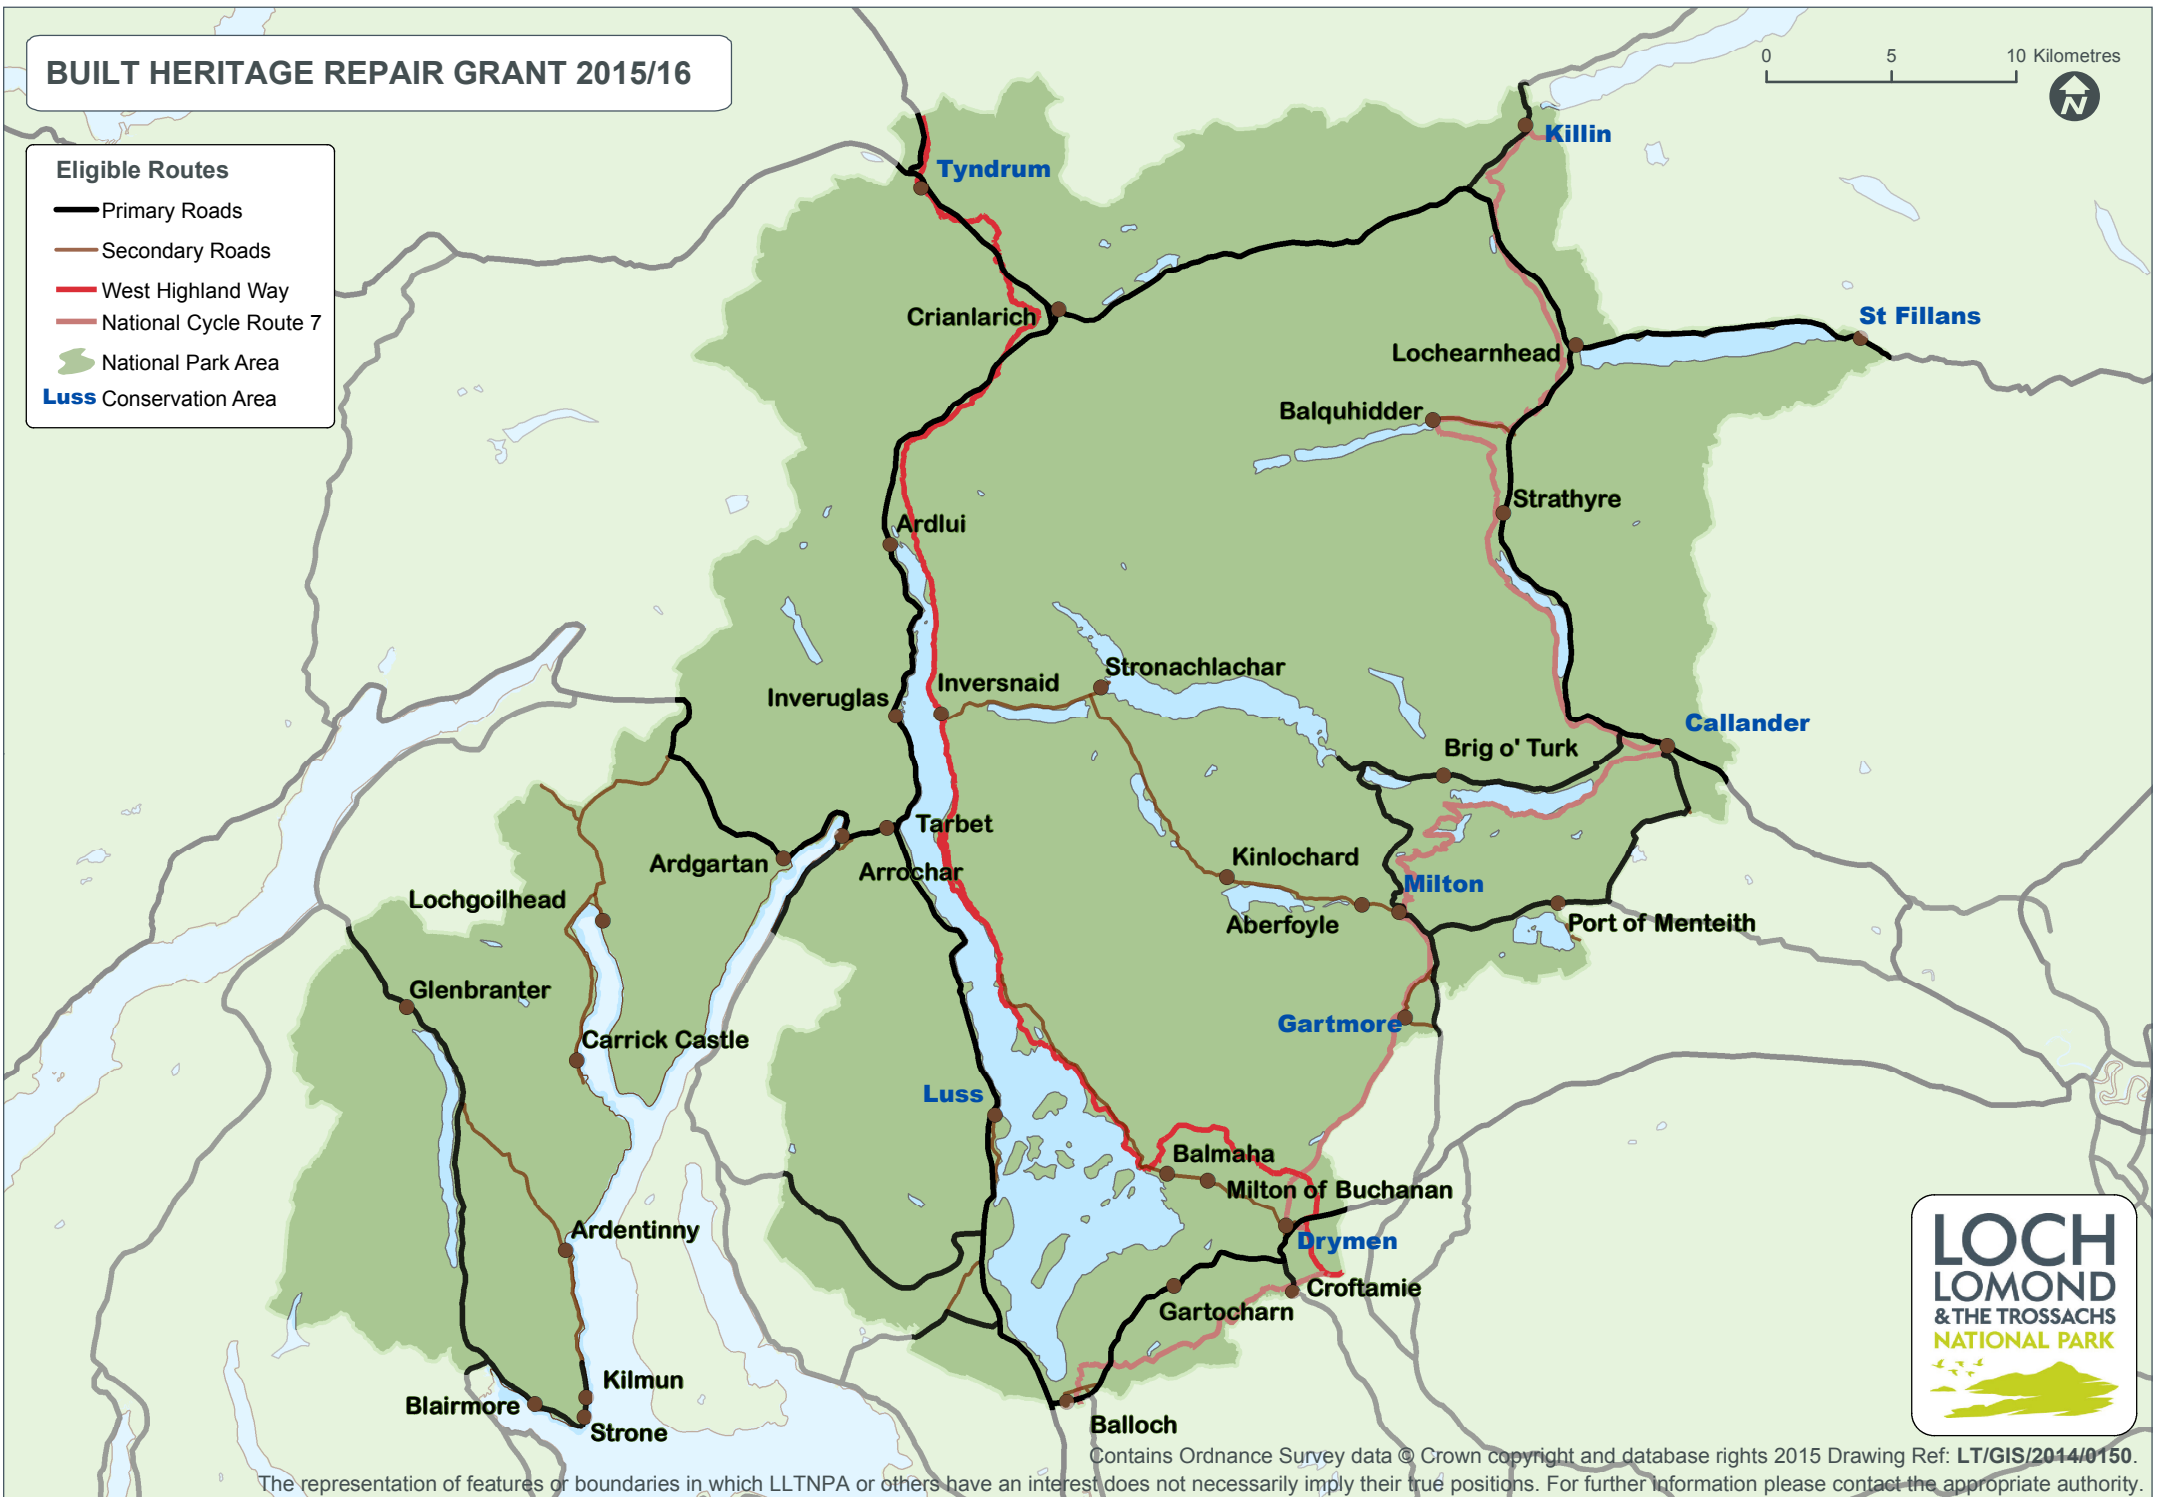 BUILT HERITAGE REPAIR GRANT 2015/16
0 5 10 Kilometres
N
Eligible Routes
Primary Roads
Secondary Roads
West Highland Way
National Cycle Route 7
National Park Area
Luss Conservation Area
Killin
Tyndrum
Crianlarich
St Fillans
Lochearnhead
Balquhidder
Strathyre
Ardlui
Stronachlachar
Inversnaid
Inveruglas
Callander
Brig o' Turk
Tarbet
Ardgartan
Arrochar
Kinlochard
Milton
Lochgoilhead
Aberfoyle
Port of Menteith
Glenbranter
Gartmore
Carrick Castle
Luss
Balmaha
Milton of Buchanan
Ardentinny
Drymen
Croftamie
Gartocharn
Kilmun
Blairmore
Strone
Balloch
LOCH
LOMOND
& THE TROSSACHS
NATIONAL PARK
Contains Ordnance Survey data © Crown copyright and database rights 2015 Drawing Ref: LT/GIS/2014/0150.
The representation of features or boundaries in which LLTNPA or others have an interest does not necessarily imply their true positions. For further information please contact the appropriate authority.